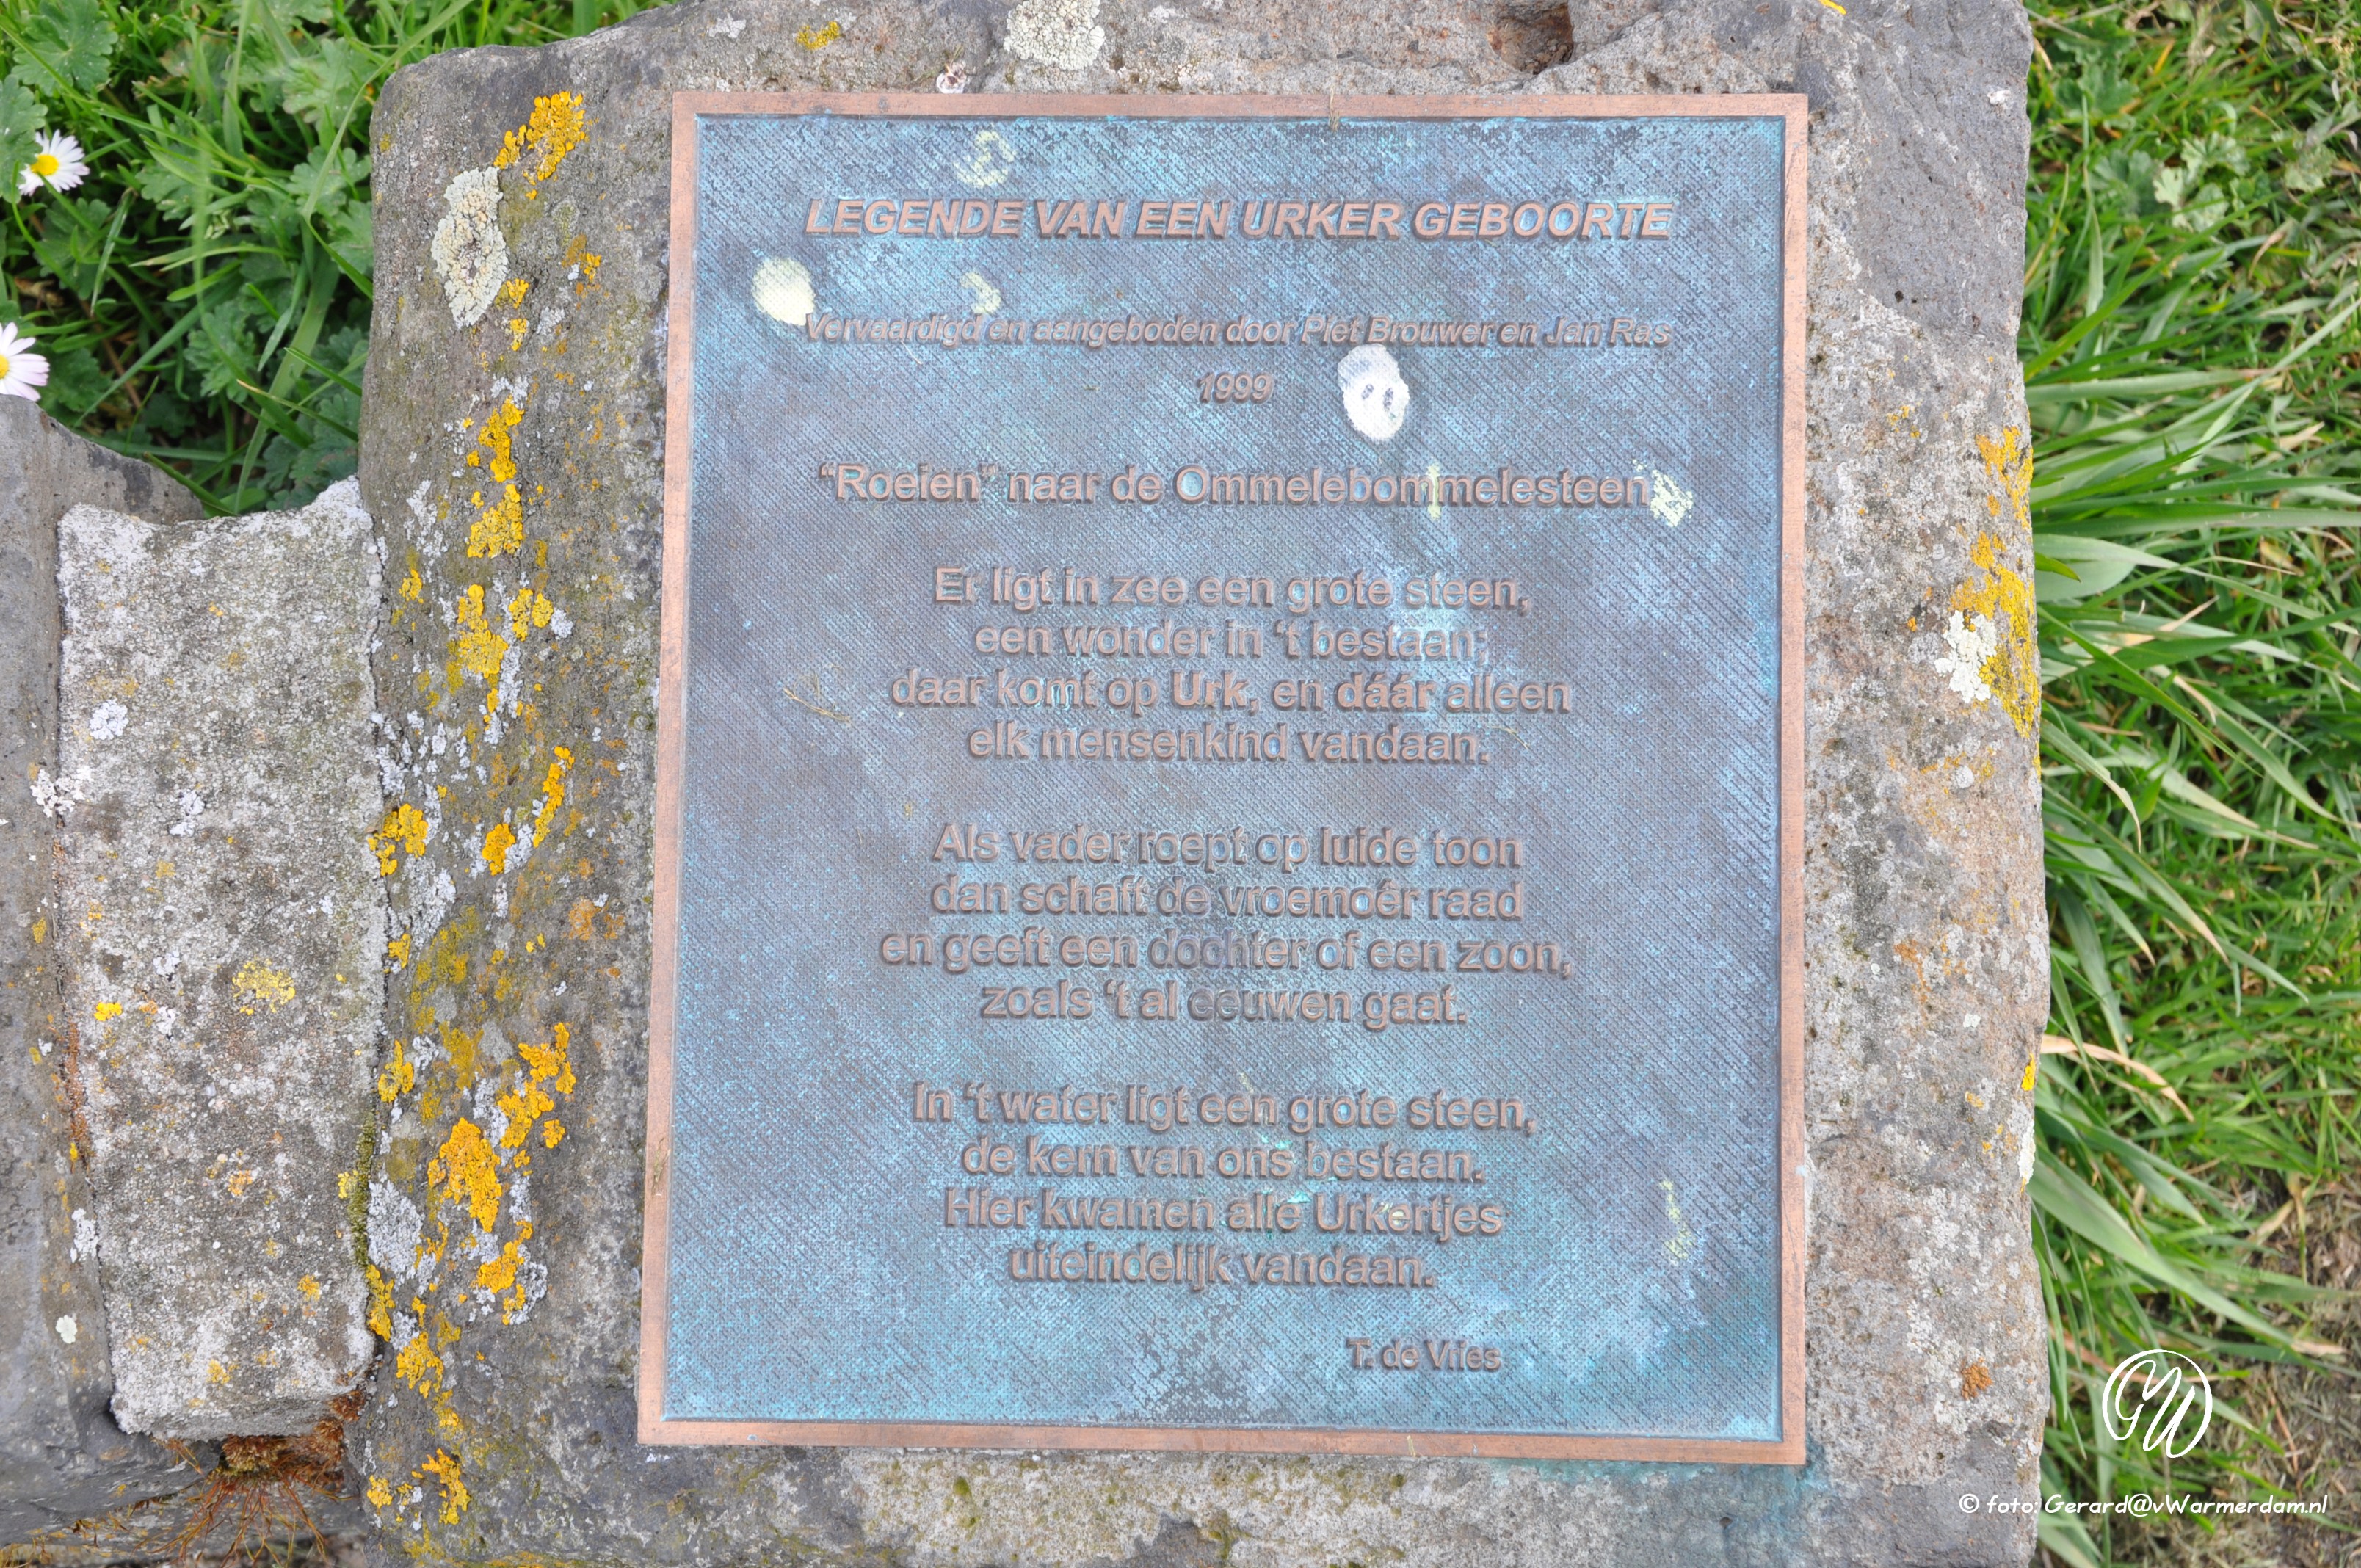 LEGENDE VAN EEN URKER GEBOORTE
Vervaardigd en aangeboden door Piet Brouwer en Jan Ras
1999
“Roeien” naar de Ommelebommelesteen
Er ligt in zee een grote steen,
een wonder in ‘t bestaan;
daar komt op Urk, en dáár alleen
elk mensenkind vandaan.
Als vader roept op luide toon
dan schaft de vroemoêr raad
en geeft een dochter of een zoon,
zoals ‘t al eeuwen gaat.
In ‘t water ligt een grote steen,
de kern van ons bestaan.
Hier kwamen alle Urkertjes
uiteindelijk vandaan.
T. de Vries
GW
© foto: Gerard@vWarmerdam.nl